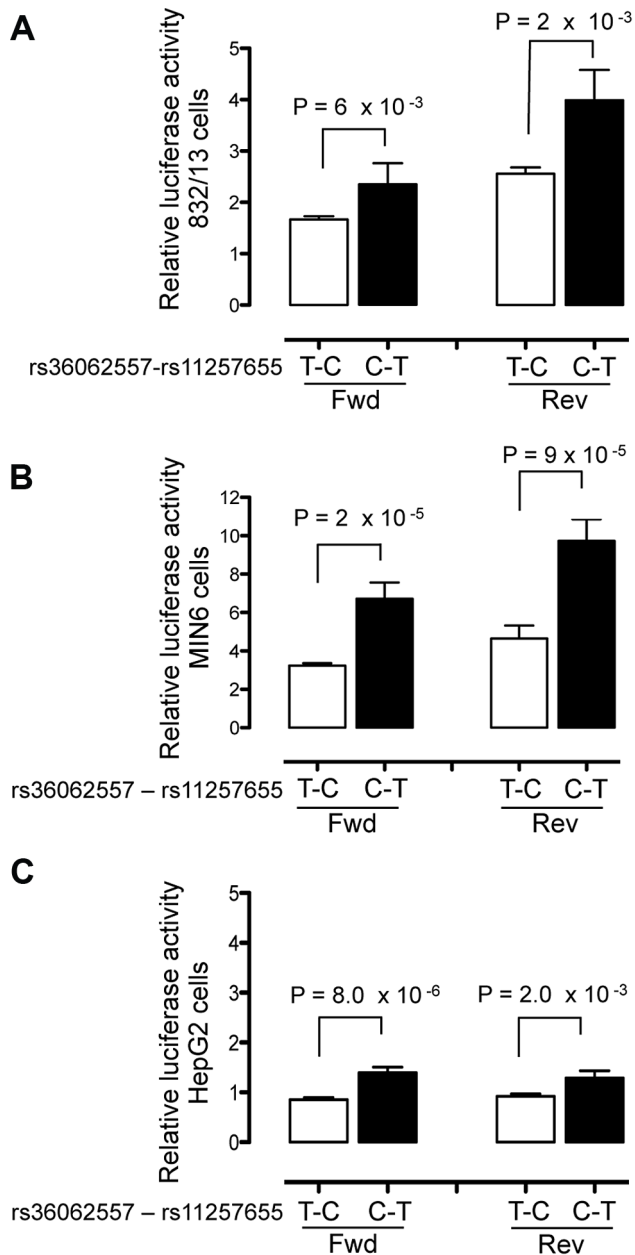 A
Relative luciferase activity
832/13 cells
5
4
3
2
1
0
P = 6 x 10 -3
P = 2 x 10 -3
rs36062557-rs11257655
T-C C-T T-C C-T
Fwd Rev
B
Relative luciferase activity
MIN6 cells
12
10
8
6
4
2
0
P = 2 x 10 -5
P = 9 x 10 -5
rs36062557 – rs11257655
T-C C-T T-C C-T
Fwd Rev
C
Relative luciferase activity
HepG2 cells
5
4
3
2
1
0
P = 8.0 x 10 -6
P = 2.0 x 10 -3
rs36062557 – rs11257655
T-C C-T T-C C-T
Fwd Rev